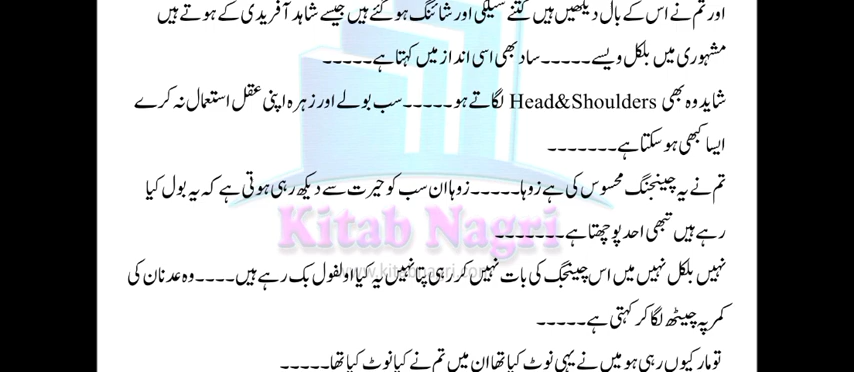 اور تم نے اس کے بال دیکھیں ہیں کتنے سیلکی اور شائنگ ہو گئے ہیں جیسے شاہد آفریدی کے ہوتے ہیں
مشہوری میں بلکل ویسے۔۔۔۔۔ساد بھی اسی انداز میں کہتا ہے۔۔۔۔۔
شاید وہ بھی Head&Shoulders لگاتے ہو۔۔۔۔۔سب بولے اور زہرہ اپنی عقل استعمال نہ کرے
ایسا کبھی ہو سکتا ہے۔۔۔۔۔۔۔
تم نے یہ چینجنگ محسوس کی ہے زوہا۔۔۔۔۔زوہا ان سب کو حیرت سے دیکھ رہی ہوتی ہے کہ یہ بول کیا
رہے ہیں تبھی احد پوچھتا ہے۔۔۔۔۔۔۔
Kitab Nagri
نہیں بلکل نہیں میں اس چینجگ کی بات نہیں کر رہی پتا نہیں یہ کیا اولفول بک رہے ہیں۔۔۔۔وہ عدنان کی
کمر پہ چیٹھ لگا کر کہتی ہے۔۔۔۔۔
تو مار کیوں رہی ہو میں نے یہی نوٹ کیا تھا ان میں تم نے کیا نوٹ کیا تھا۔۔۔۔۔